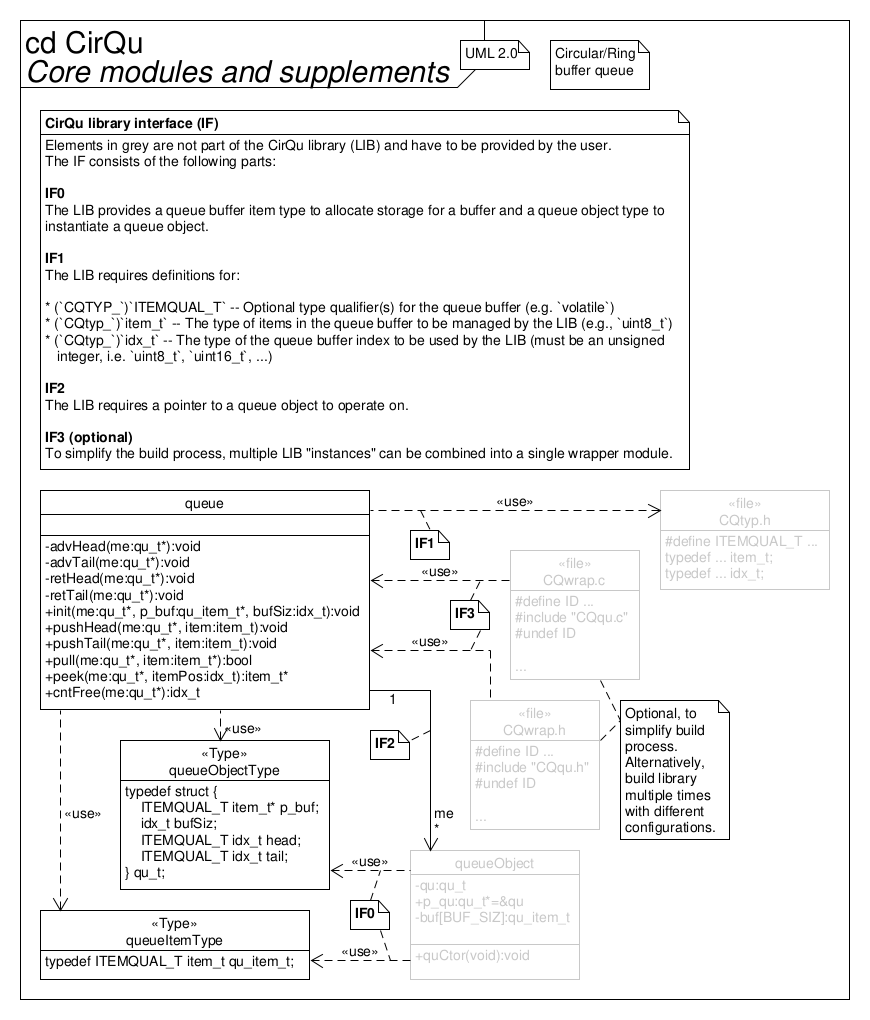 cd CirQu
Core modules and supplements
UML 2.0
Circular/Ring
buffer queue
CirQu library interface (IF)
Elements in grey are not part of the CirQu library (LIB) and have to be provided by the user.
The IF consists of the following parts:
IF0
The LIB provides a queue buffer item type to allocate storage for a buffer and a queue object type to
instantiate a queue object.
IF1
The LIB requires definitions for:
* (`CQTYP_`)`ITEMQUAL_T` -- Optional type qualifier(s) for the queue buffer (e.g. `volatile`)
* (`CQtyp_`)`item_t` -- The type of items in the queue buffer to be managed by the LIB (e.g., `uint8_t`)
* (`CQtyp_`)`idx_t` -- The type of the queue buffer index to be used by the LIB (must be an unsigned
integer, i.e. `uint8_t`, `uint16_t`, ...)
IF2
The LIB requires a pointer to a queue object to operate on.
IF3 (optional)
To simplify the build process, multiple LIB "instances" can be combined into a single wrapper module.
queue
-advHead(me:qu_t*):void
-advTail(me:qu_t*):void
-retHead(me:qu_t*):void
-retTail(me:qu_t*):void
+init(me:qu_t*, p_buf:qu_item_t*, bufSiz:idx_t):void
+pushHead(me:qu_t*, item:item_t):void
+pushTail(me:qu_t*, item:item_t):void
+pull(me:qu_t*, item:item_t*):bool
+peek(me:qu_t*, itemPos:idx_t):item_t*
+cntFree(me:qu_t*):idx_t
«use»
IF1
«file»
CQtyp.h
#define ITEMQUAL_T ...
typedef ... item_t;
typedef ... idx_t;
«use»
IF3
«use»
«file»
CQwrap.c
#define ID ...
#include "CQqu.c"
#undef ID
...
«file»
CQwrap.h
#define ID ...
#include "CQqu.h"
#undef ID
...
Optional, to
simplify build
process.
Alternatively,
build library
multiple times
with different
configurations.
1
IF2
me
*
«use»
«use»
«Type»
queueObjectType
typedef struct {
ITEMQUAL_T item_t* p_buf;
idx_t bufSiz;
ITEMQUAL_T idx_t head;
ITEMQUAL_T idx_t tail;
} qu_t;
«use»
IF0
«use»
queueObject
-qu:qu_t
+p_qu:qu_t*=&qu
-buf[BUF_SIZ]:qu_item_t
+quCtor(void):void
«Type»
queueItemType
typedef ITEMQUAL_T item_t qu_item_t;